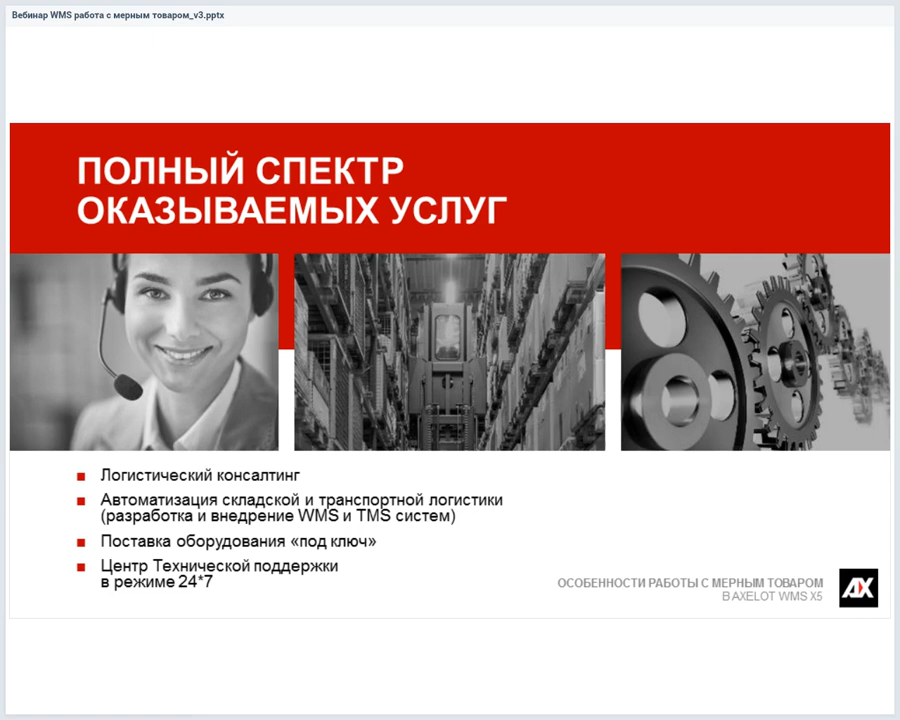 Вебинар WMS работа с мерным товаром_v3.pptx
ПОЛНЫЙ СПЕКТР
ОКАЗЫВАЕМЫХ УСЛУГ
Логистический консалтинг
Автоматизация складской и транспортной логистики
(разработка и внедрение WMS и TMS систем)
Поставка оборудования «под ключ»
Центр Технической поддержки
в режиме 24*7
ОСОБЕННОСТИ РАБОТЫ С МЕРНЫМ ТОВАРОМ
В AXELOT WMS X5
AX